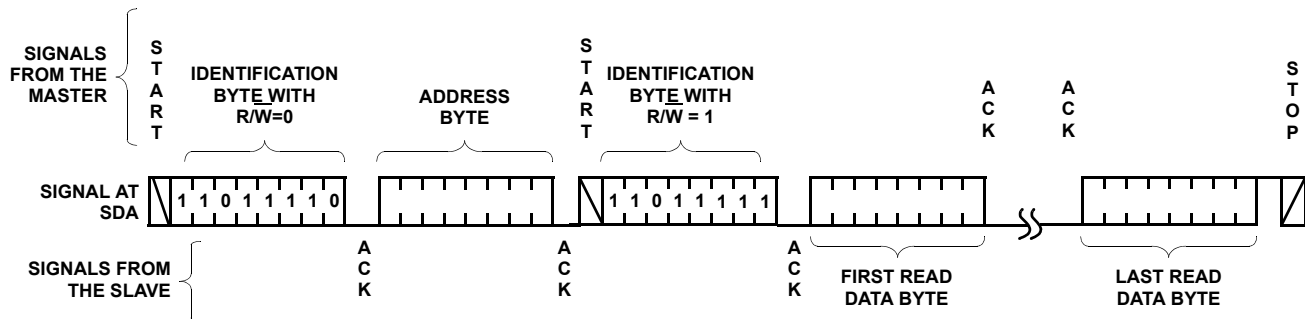 SIGNALS
FROM THE
MASTER
START
IDENTIFICATION
BYTE WITH
R/W=0
ADDRESS
BYTE
START
IDENTIFICATION
BYTE WITH
R/W = 1
ACK
ACK
STOP
SIGNAL AT
SDA
1 1 0 1 1 1 1 0
1 1 0 1 1 1 1 1
SIGNALS FROM
THE SLAVE
ACK
ACK
ACK
FIRST READ
DATA BYTE
LAST READ
DATA BYTE